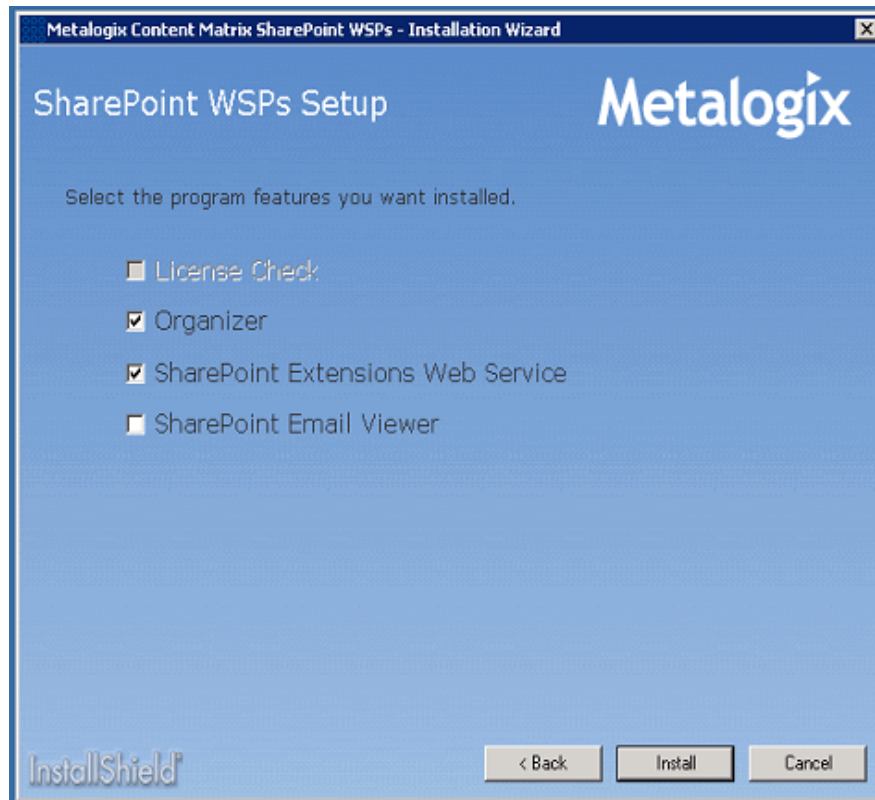 Metalogix Content Matrix SharePoint WSPs - Installation Wizard
SharePoint WSPs Setup
Metalogix
Select the program features you want installed.
License Check
Organizer
SharePoint Extensions Web Service
SharePoint Email Viewer
InstallShield
< Back
Install
Cancel